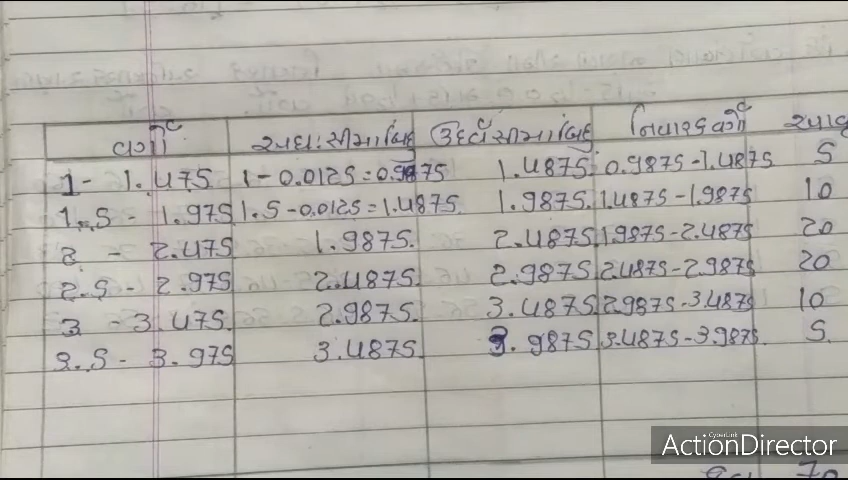 વર્ગો અધઃસીમાબિંદુ ઉર્ધ્વસીમાબિંદુ નિવારક વર્ગો આવૃ
1 - 1.475 1 - 0.0125 = 0.9875 1.4875 0.9875 - 1.4875 5
1.5 - 1.975 1.5 - 0.0125 = 1.4875 1.9875 1.4875 - 1.9875 10
2 - 2.475 1.9875 2.4875 1.9875 - 2.4875 20
2.5 - 2.975 2.4875 2.9875 2.4875 - 2.9875 20
3 - 3.475 2.9875 3.4875 2.9875 - 3.4875 10
3.5 - 3.975 3.4875 3.9875 3.4875 - 3.9875 5
CyberLink
ActionDirector
70